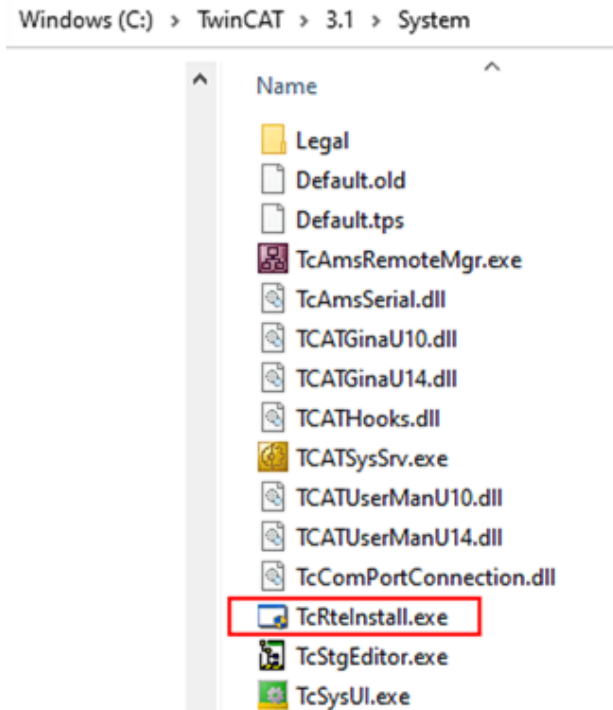 Windows (C:) > TwinCAT > 3.1 > System
Name
Legal
Default.old
Default.tps
TcAmsRemoteMgr.exe
TcAmsSerial.dll
TCATGinaU10.dll
TCATGinaU14.dll
TCATHooks.dll
TCATSysSrv.exe
TCATUserManU10.dll
TCATUserManU14.dll
TcComPortConnection.dll
TcRteInstall.exe
TcStgEditor.exe
TcSysUI.exe